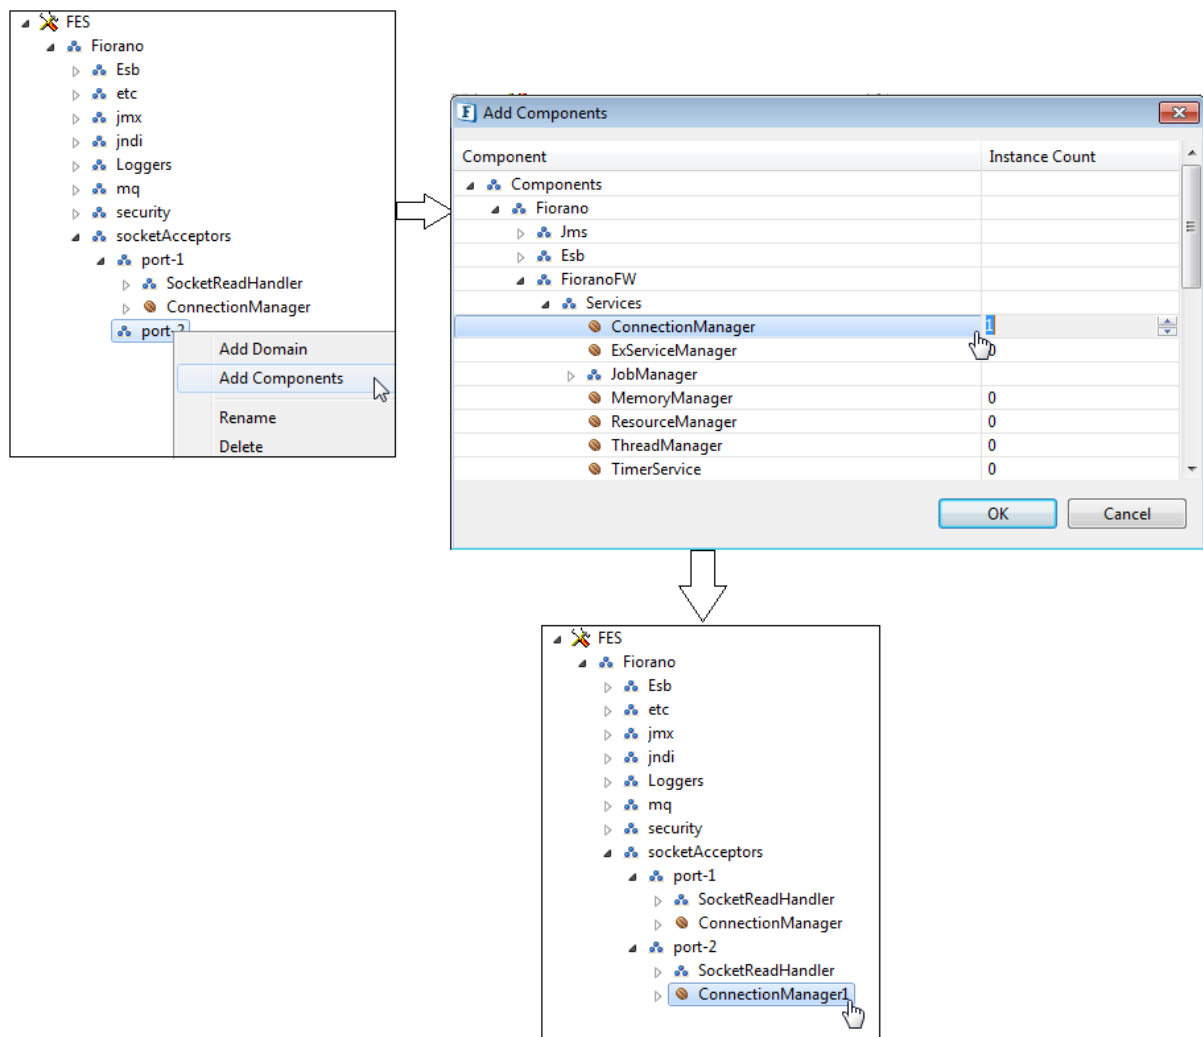 FES
Fiorano
Esb
etc
jmx
jndi
Loggers
mq
security
socketAcceptors
port-1
SocketReadHandler
ConnectionManager
port-2
Add Domain
Add Components
Rename
Delete
Add Components
Component Instance Count
Components
Fiorano
Jms
Esb
FioranoFW
Services
ConnectionManager 1
ExServiceManager 0
JobManager
MemoryManager 0
ResourceManager 0
ThreadManager 0
TimerService 0
OK Cancel
FES
Fiorano
Esb
etc
jmx
jndi
Loggers
mq
security
socketAcceptors
port-1
SocketReadHandler
ConnectionManager
port-2
SocketReadHandler
ConnectionManager1